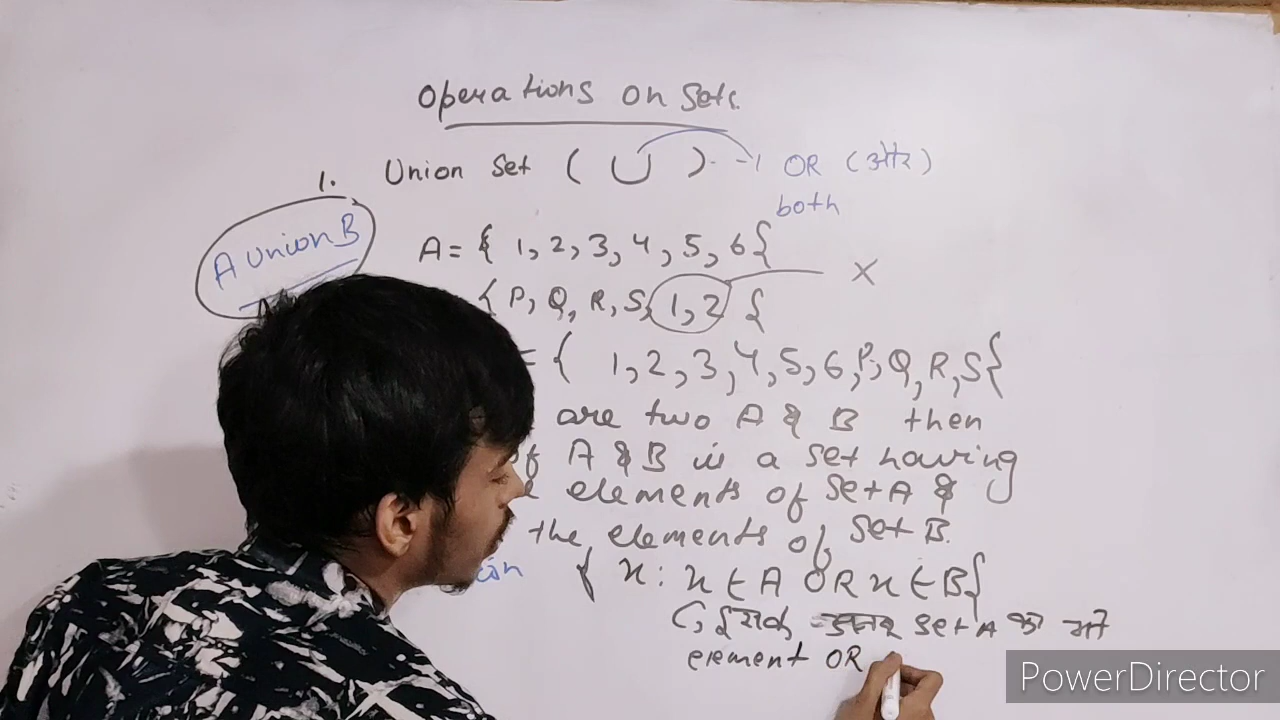 Operations on Sets.
1. Union Set ( ∪ ) OR (और)
both
A union B
A = { 1, 2, 3, 4, 5, 6 {
{ P, Q, R, S, 1, 2 { X
= { 1, 2, 3, 4, 5, 6, P, Q, R, S {
are two A & B then
of A & B is a set having
elements of set A &
the elements of set B.
{ x : x ∈ A OR x ∈ B {
set A
element OR
PowerDirector